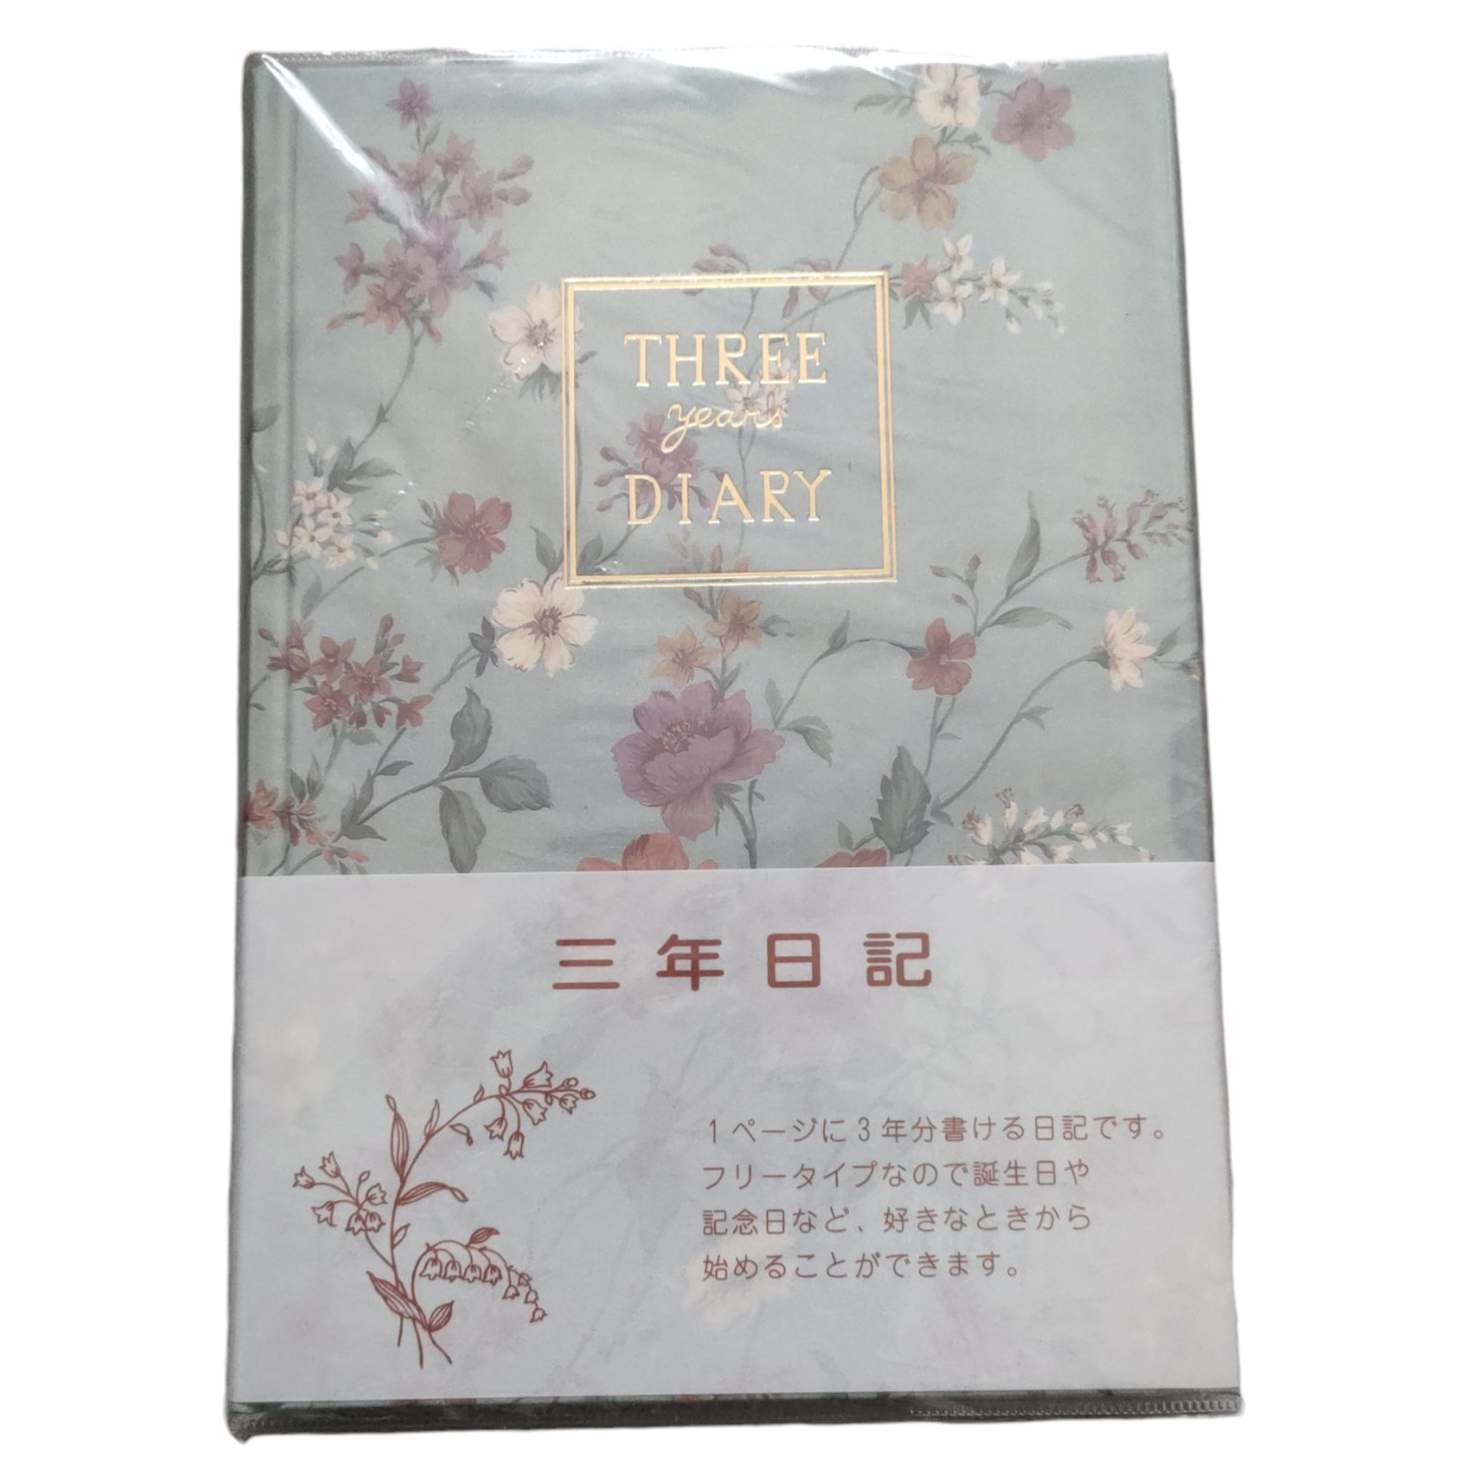 THREE
years
DIARY
三年日記
1ページに3年分書ける日記です。
フリータイプなので誕生日や
記念日など、好きなときから
始めることができます。